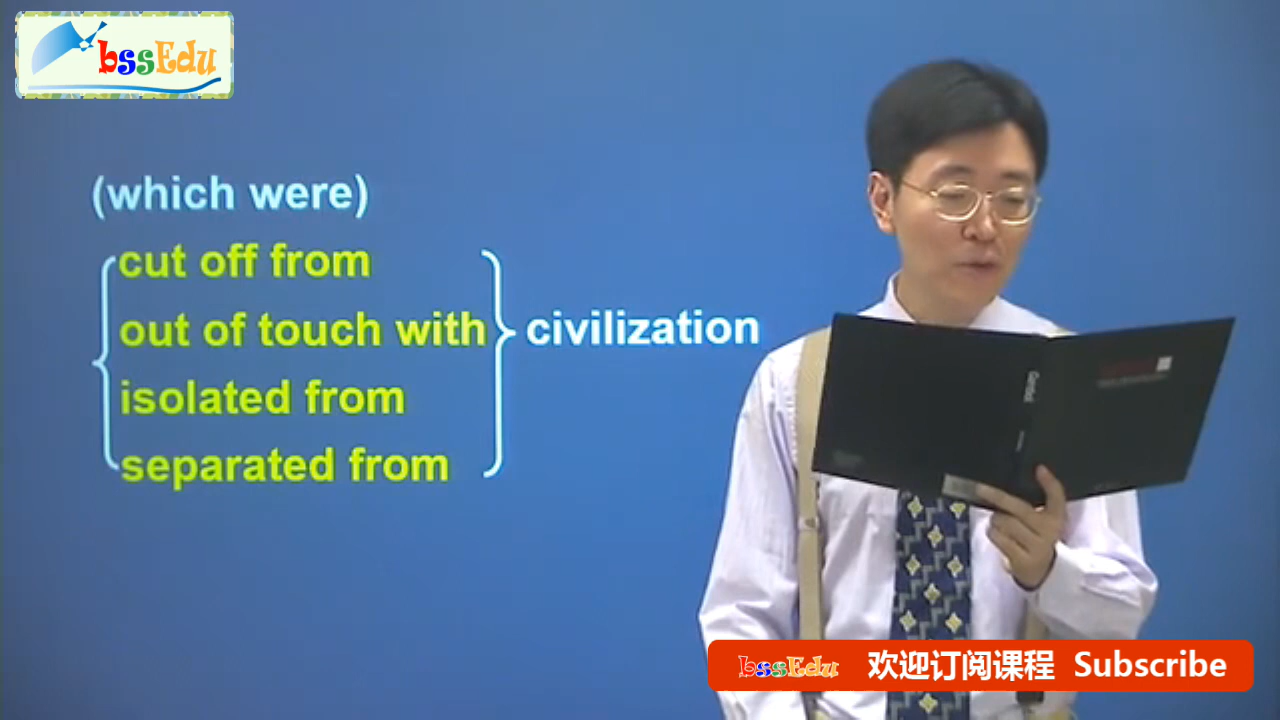 bssEdu
(which were)
cut off from
out of touch with
isolated from
separated from
civilization
bssEdu 欢迎订阅课程 Subscribe